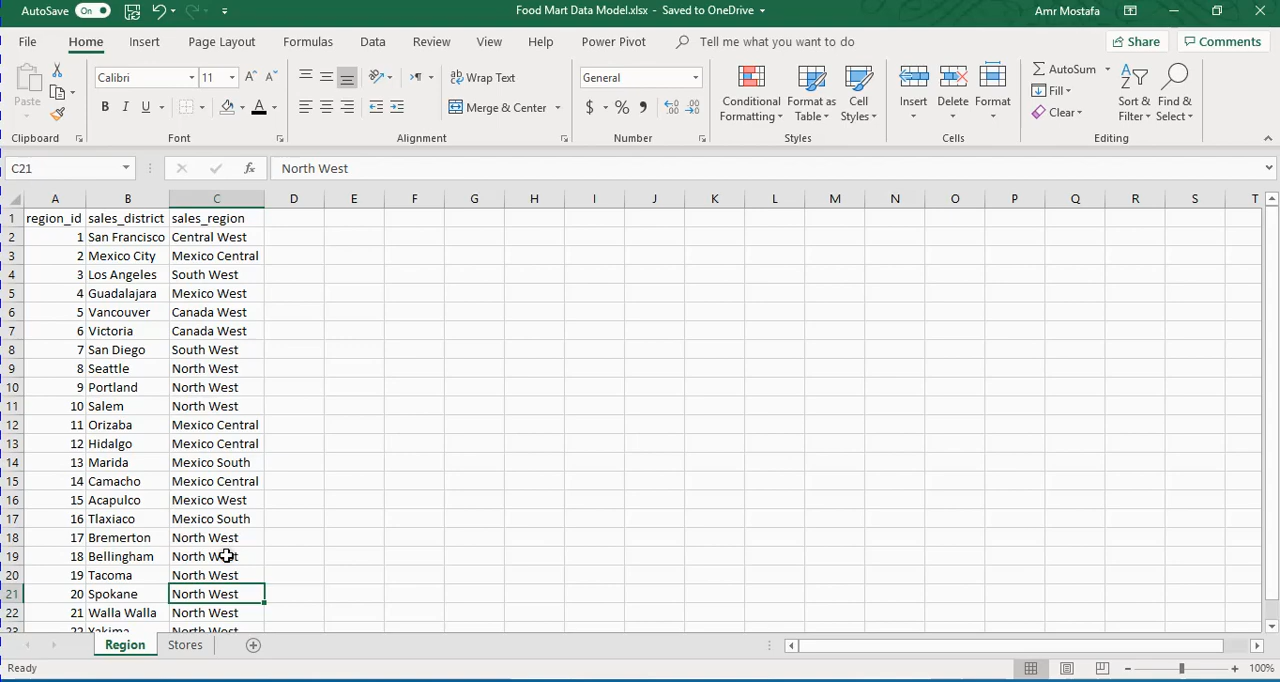 AutoSave On Food Mart Data Model.xlsx - Saved to OneDrive Amr Mostafa
File Home Insert Page Layout Formulas Data Review View Help Power Pivot Tell me what you want to do Share Comments
Paste Calibri 11 A A Wrap Text General AutoSum
B I U A Merge & Center $ % Conditional Formatting Format as Table Cell Styles Insert Delete Format Fill Clear Sort & Filter Find & Select
Clipboard Font Alignment Number Styles Cells Editing
C21 fx North West
A B C D E F G H I J K L M N O P Q R S T
1 region_id sales_district sales_region
2 1 San Francisco Central West
3 2 Mexico City Mexico Central
4 3 Los Angeles South West
5 4 Guadalajara Mexico West
6 5 Vancouver Canada West
7 6 Victoria Canada West
8 7 San Diego South West
9 8 Seattle North West
10 9 Portland North West
11 10 Salem North West
12 11 Orizaba Mexico Central
13 12 Hidalgo Mexico Central
14 13 Marida Mexico South
15 14 Camacho Mexico Central
16 15 Acapulco Mexico West
17 16 Tlaxiaco Mexico South
18 17 Bremerton North West
19 18 Bellingham North West
20 19 Tacoma North West
21 20 Spokane North West
22 21 Walla Walla North West
23 22 Yakima North West
Region Stores
Ready 100%